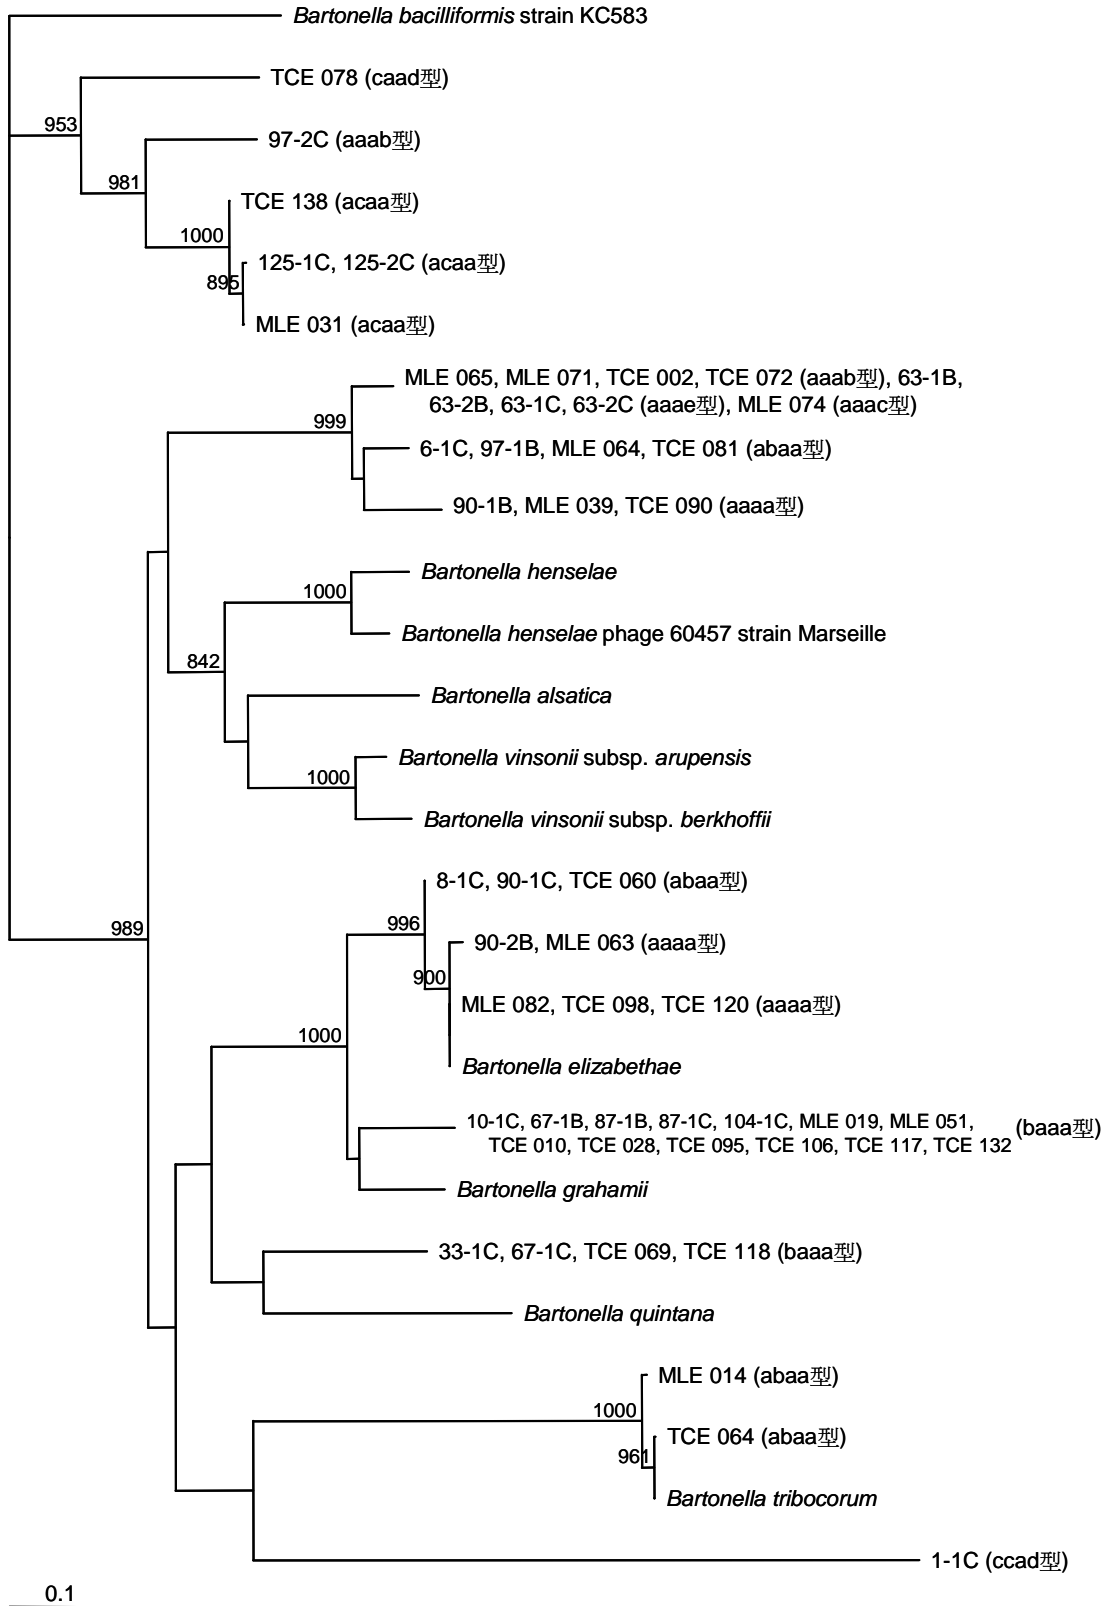 Bartonella bacilliformis strain KC583
TCE 078 (caad型)
953
97-2C (aaab型)
981
TCE 138 (acaa型)
1000
125-1C, 125-2C (acaa型)
895
MLE 031 (acaa型)
MLE 065, MLE 071, TCE 002, TCE 072 (aaab型), 63-1B,
63-2B, 63-1C, 63-2C (aaae型), MLE 074 (aaac型)
999
6-1C, 97-1B, MLE 064, TCE 081 (abaa型)
90-1B, MLE 039, TCE 090 (aaaa型)
Bartonella henselae
1000
Bartonella henselae phage 60457 strain Marseille
842
Bartonella alsatica
Bartonella vinsonii subsp. arupensis
1000
Bartonella vinsonii subsp. berkhoffii
8-1C, 90-1C, TCE 060 (abaa型)
996
989
90-2B, MLE 063 (aaaa型)
900
MLE 082, TCE 098, TCE 120 (aaaa型)
1000
Bartonella elizabethae
10-1C, 67-1B, 87-1B, 87-1C, 104-1C, MLE 019, MLE 051,
(baaa型)
TCE 010, TCE 028, TCE 095, TCE 106, TCE 117, TCE 132
Bartonella grahamii
33-1C, 67-1C, TCE 069, TCE 118 (baaa型)
Bartonella quintana
MLE 014 (abaa型)
1000
TCE 064 (abaa型)
961
Bartonella tribocorum
1-1C (ccad型)
0.1